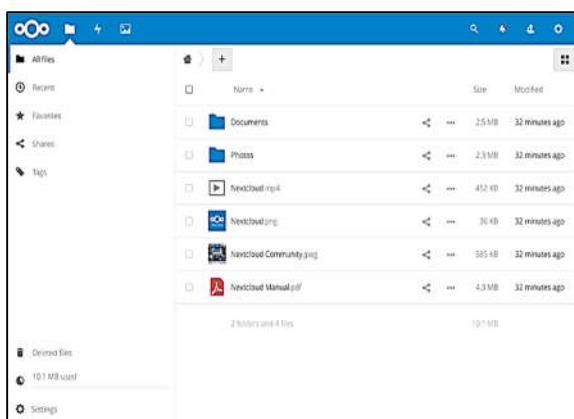 All files
Recent
Favorites
Shares
Tags
Deleted files
10.1 MB used
Settings
+
Name Size Modified
Documents 2.5 MB 32 minutes ago
Photos 2.3 MB 32 minutes ago
Nextcloud.mp4 452 KB 32 minutes ago
Nextcloud.png 36 KB 32 minutes ago
Nextcloud Community.jpeg 585 KB 32 minutes ago
Nextcloud Manual.pdf 4.3 MB 32 minutes ago
2 folders and 4 files 10.1 MB